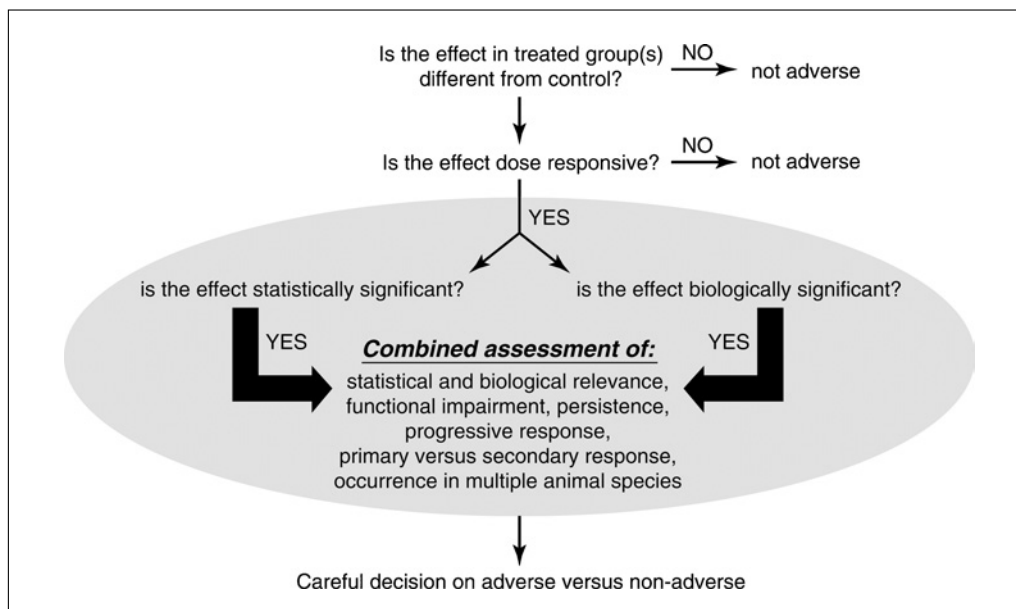 Is the effect in treated group(s)
different from control?
NO
not adverse
Is the effect dose responsive?
NO
not adverse
YES
is the effect statistically significant?
is the effect biologically significant?
YES
YES
Combined assessment of:
statistical and biological relevance,
functional impairment, persistence,
progressive response,
primary versus secondary response,
occurrence in multiple animal species
Careful decision on adverse versus non-adverse